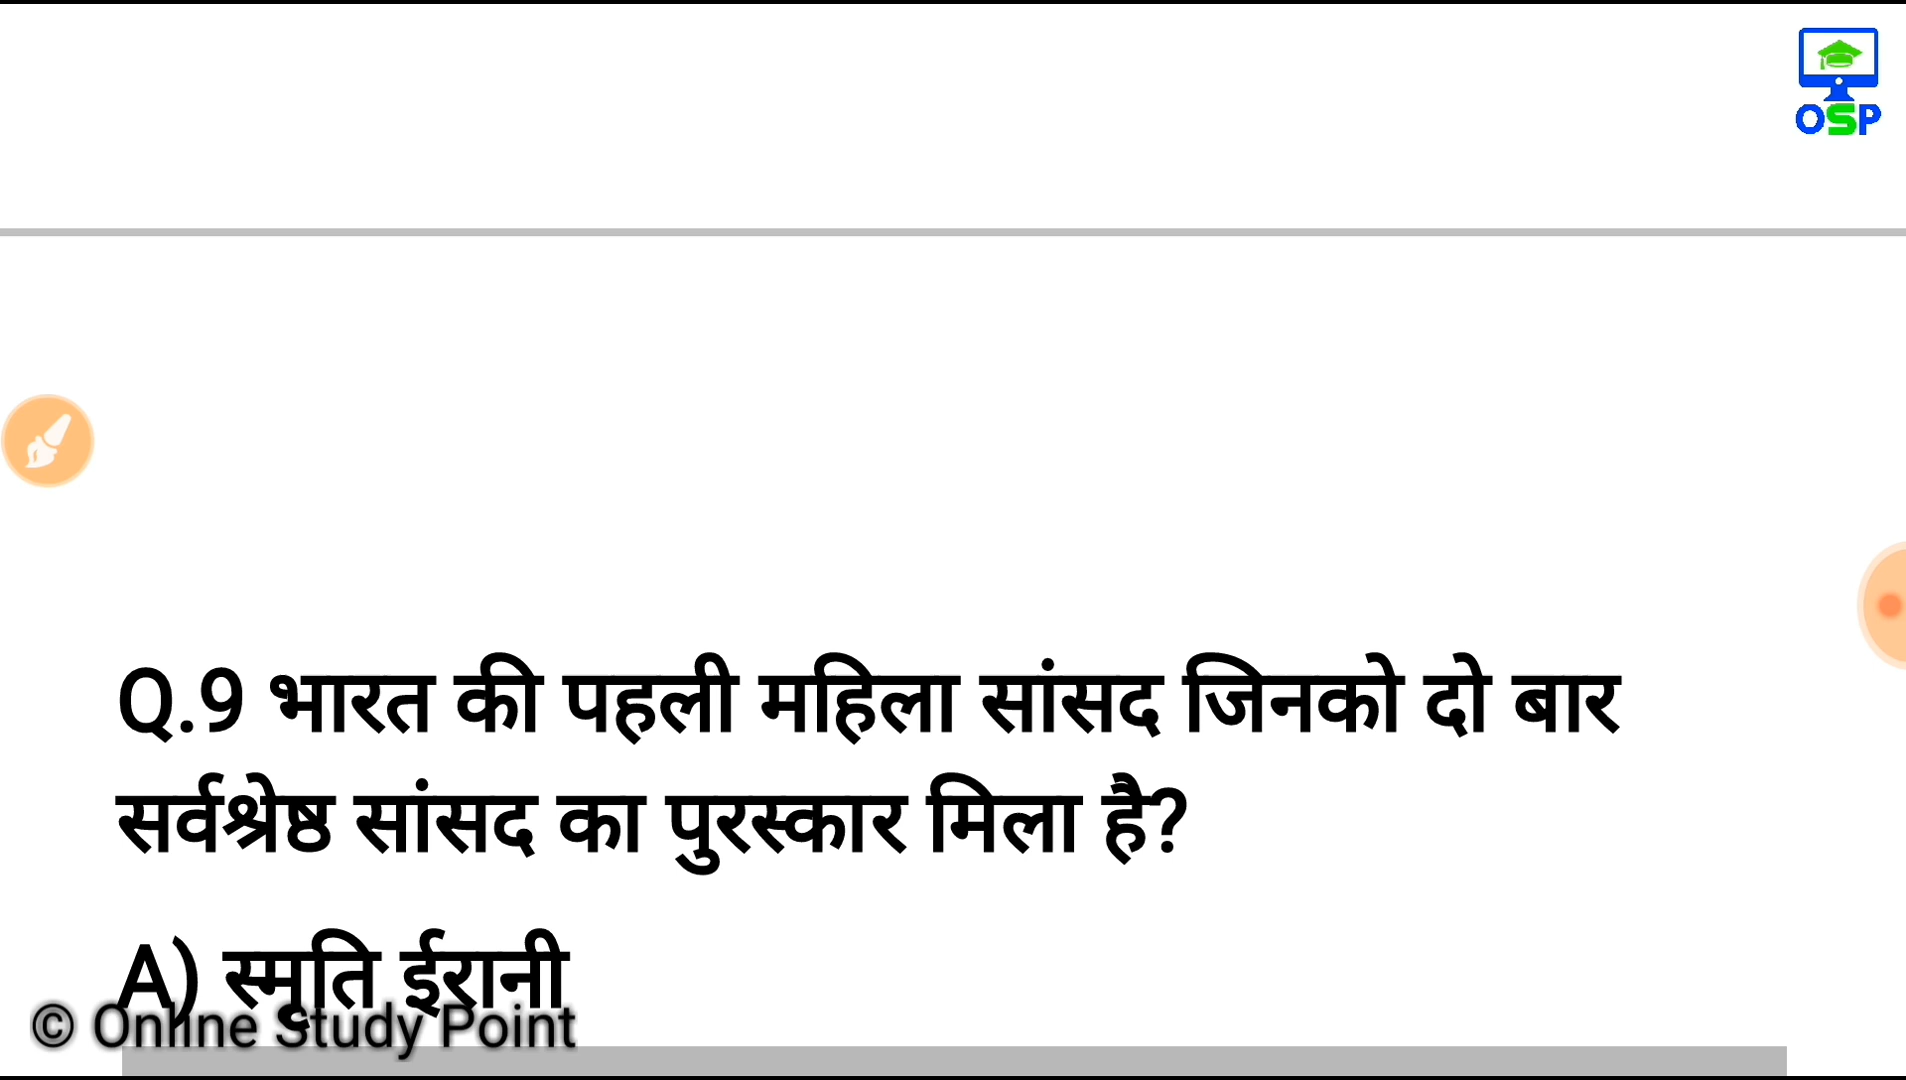 OSP
Q.9 भारत की पहली महिला सांसद जिनको दो बार
सर्वश्रेष्ठ सांसद का पुरस्कार मिला है?
A) स्मृति ईरानी
© Online Study Point